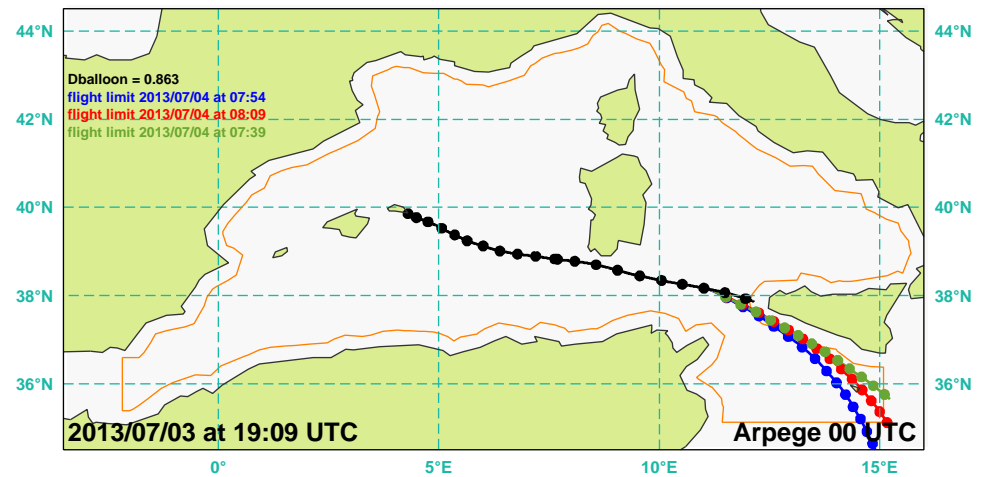 44°N 44°N
Dballoon = 0.863
flight limit 2013/07/04 at 07:54
flight limit 2013/07/04 at 08:09
flight limit 2013/07/04 at 07:39
42°N 42°N
40°N 40°N
38°N 38°N
36°N 36°N
2013/07/03 at 19:09 UTC Arpege 00 UTC
0° 5°E 10°E 15°E